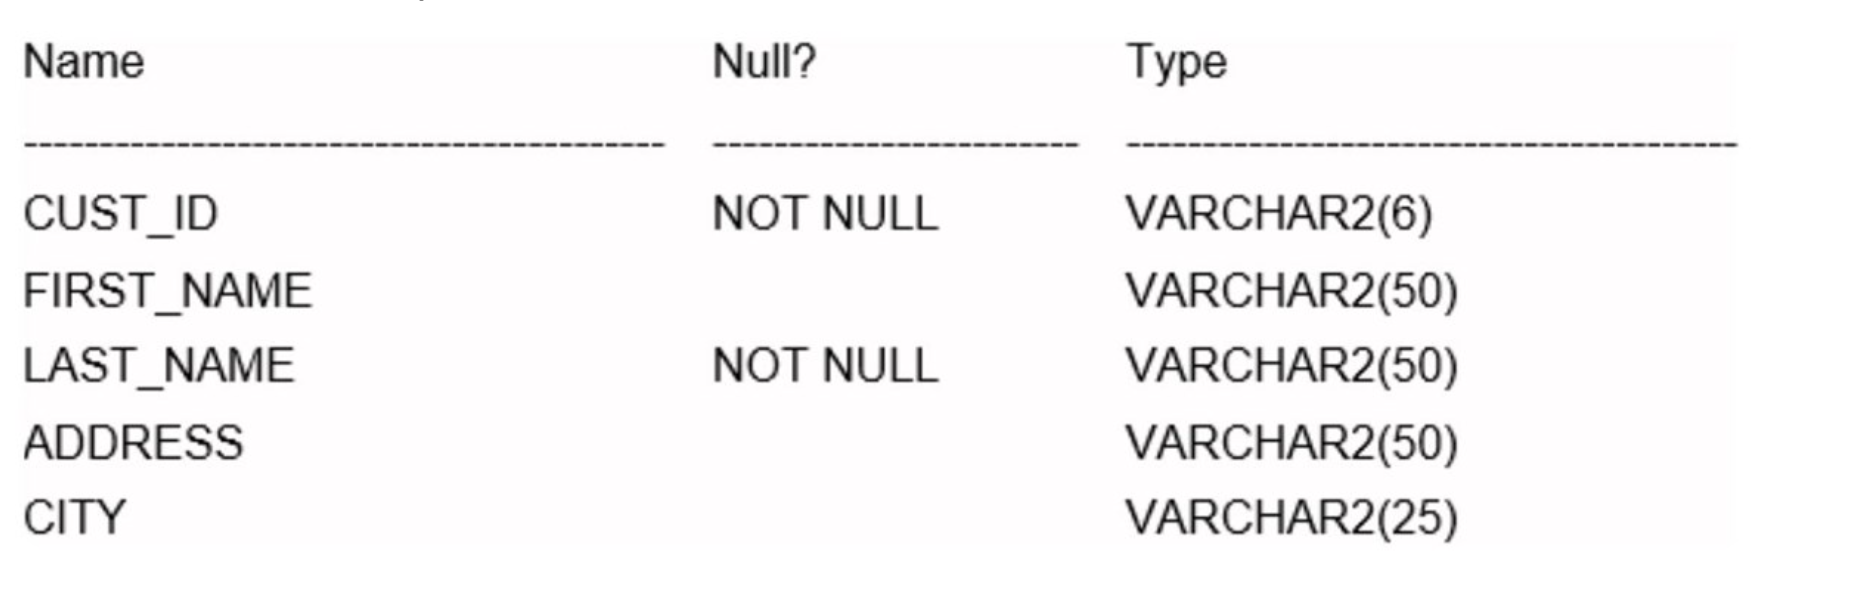 Name Null? Type
--------------------------------------- ---------------------- -------------------------------------
CUST_ID NOT NULL VARCHAR2(6)
FIRST_NAME VARCHAR2(50)
LAST_NAME NOT NULL VARCHAR2(50)
ADDRESS VARCHAR2(50)
CITY VARCHAR2(25)